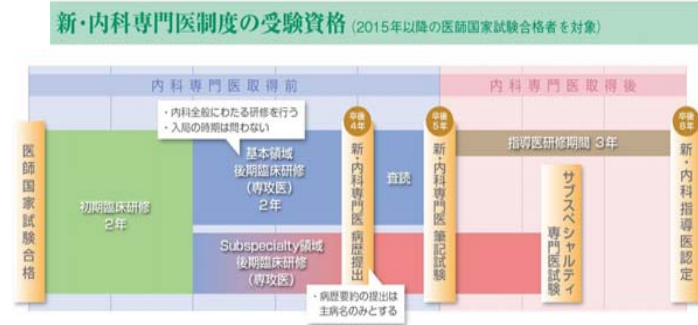 新・内科専門医制度の受験資格 (2015年以降の医師国家試験合格者を対象)
内科専門医取得前
内科専門医取得後
・内科全般にわたる研修を行う
・入局の時期は問わない
医師国家試験合格
初期臨床研修
2年
基本領域
後期臨床研修
(専攻医)
2年
Subspecialty領域
後期臨床研修
(専攻医)
卒後
4年
新・内科専門医 病歴提出
・病歴要約の提出は
主病名のみとする
査読
卒後
5年
新・内科専門医 筆記試験
指導医研修期間 3年
サブスペシャルティ
専門医試験
卒後
8年
新・内科指導医認定